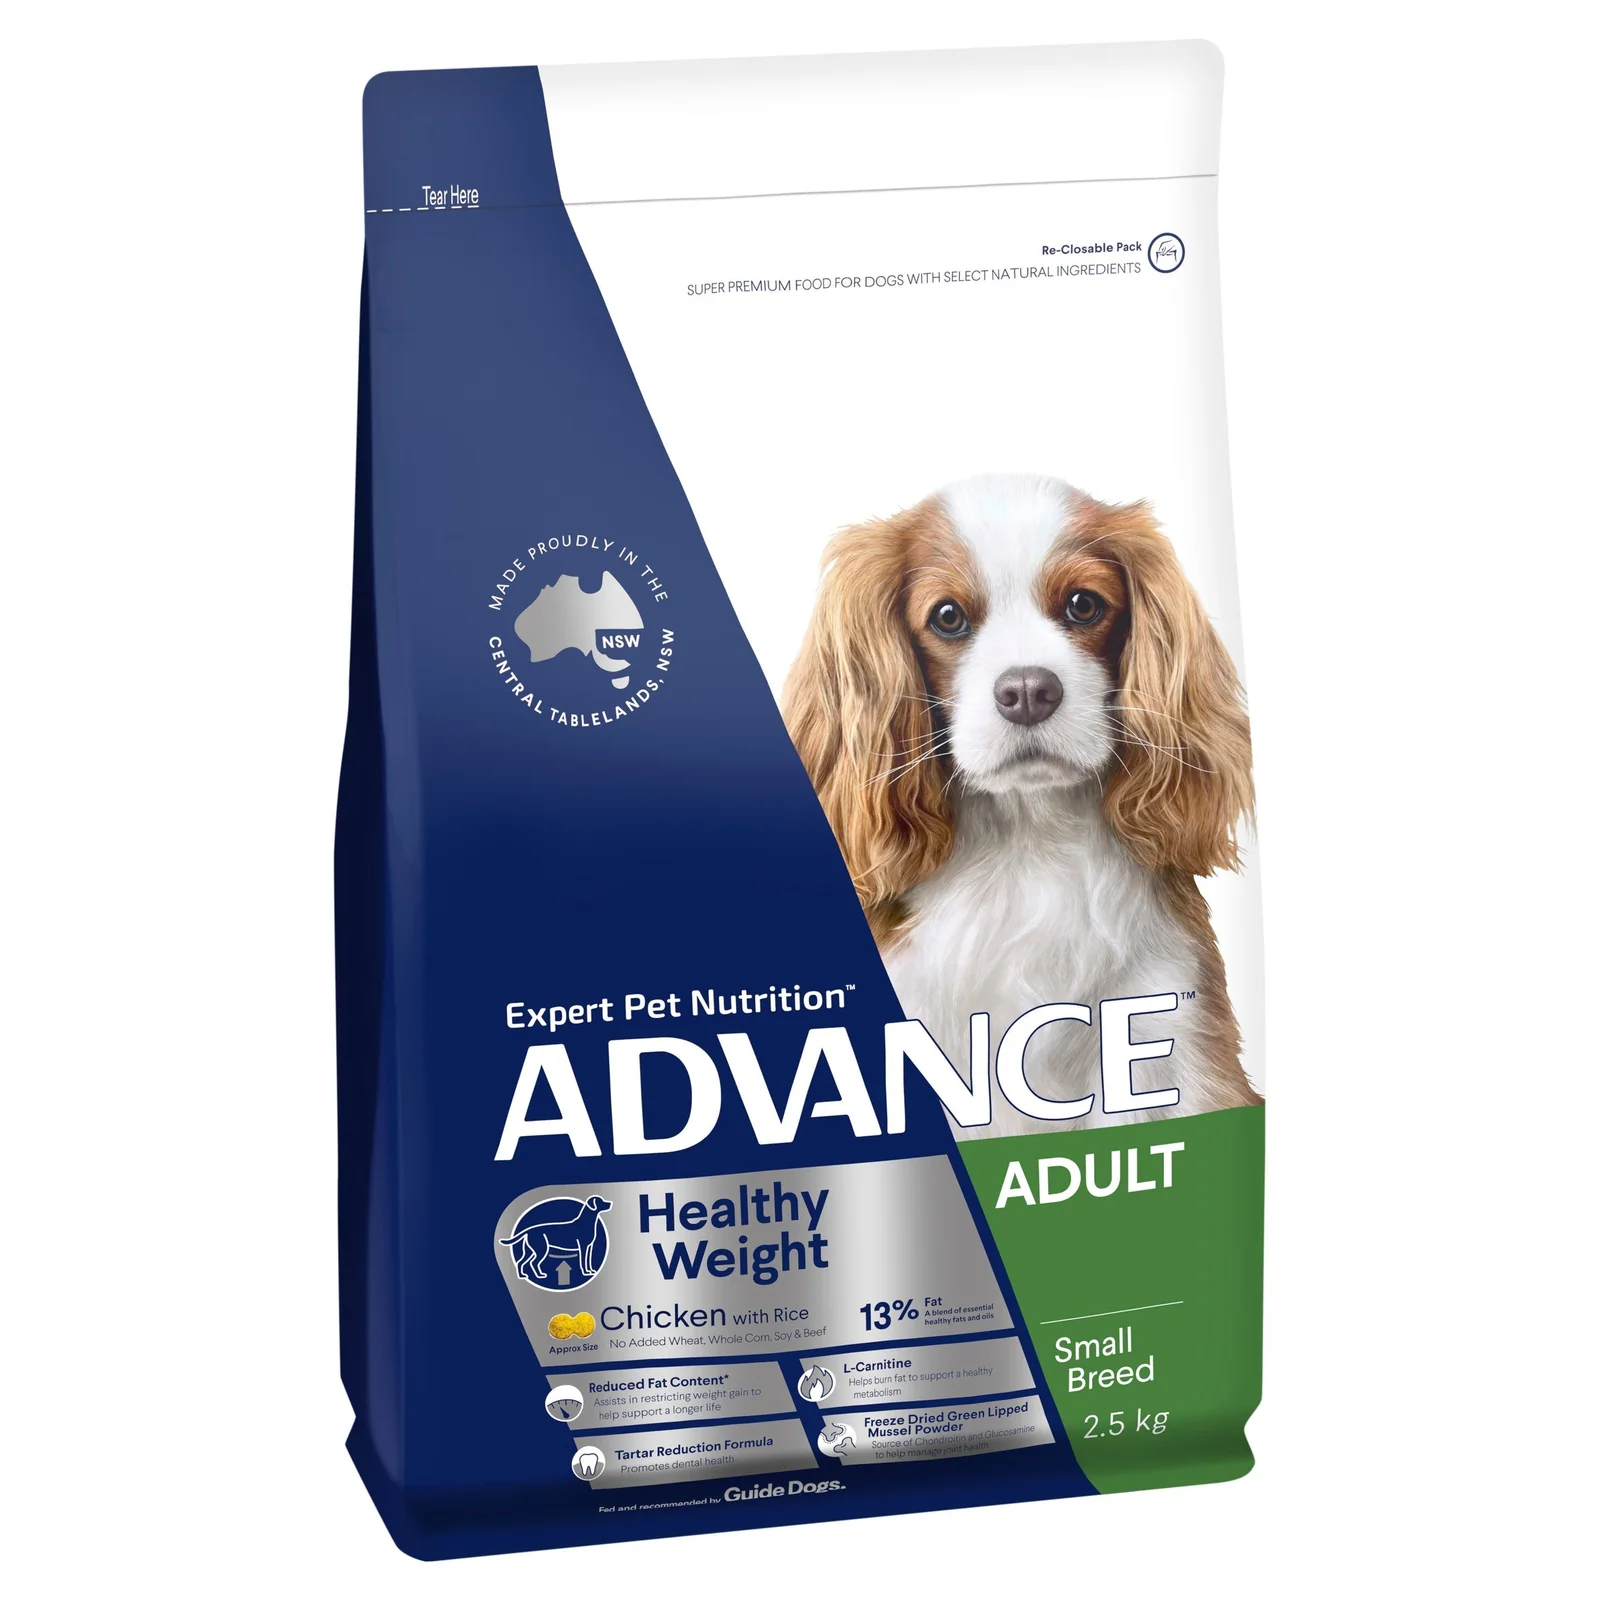 Tear Here
Re-Closable Pack
SUPER PREMIUM FOOD FOR DOGS WITH SELECT NATURAL INGREDIENTS
MADE PROUDLY IN THE
CENTRAL TABLELANDS, NSW
NSW
Expert Pet Nutrition™
ADVANCE™
ADULT
Healthy
Weight
Chicken with Rice
No Added Wheat, Whole Corn, Soy & Beef
Approx Size
13% Fat
A blend of essential
healthy fats and oils
Reduced Fat Content*
Assists in restricting weight gain to
help support a longer life
L-Carnitine
Helps burn fat to support a healthy
metabolism
Tartar Reduction Formula
Promotes dental health
Freeze Dried Green Lipped
Mussel Powder
Source of Chondroitin and Glucosamine
to help manage joint health
Small
Breed
2.5 kg
Fed and recommended by Guide Dogs.